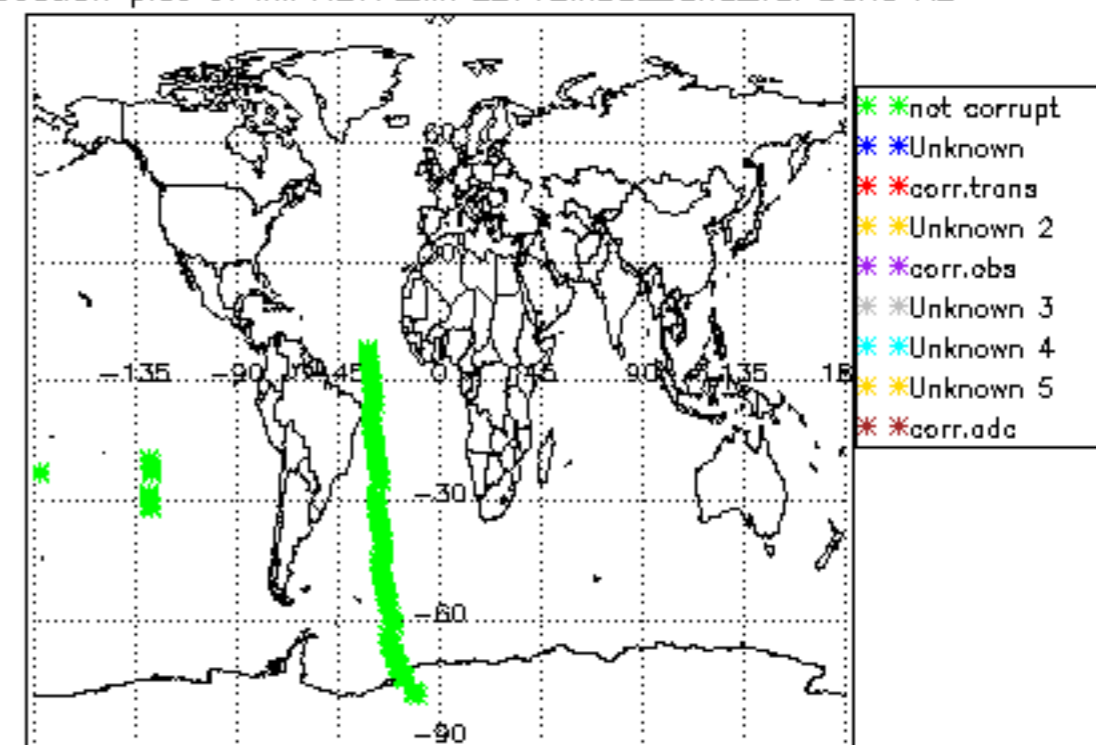 60
-135 -90 45 0 45 90 135
-30
-60
-90
not corrupt
Unknown
corr.trans
Unknown 2
corr.obs
Unknown 3
Unknown 4
Unknown 5
corr.adc